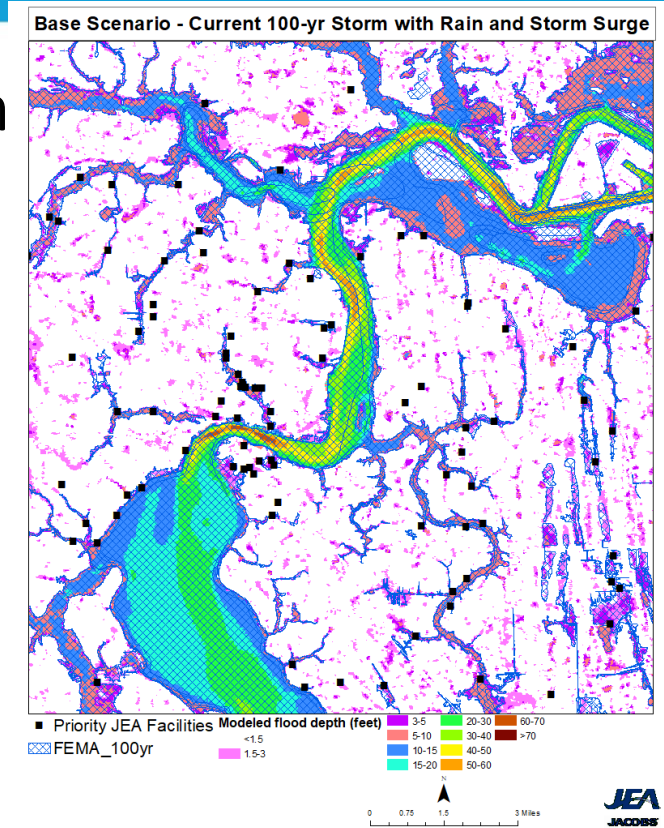 n
Base Scenario - Current 100-yr Storm with Rain and Storm Surge
Priority JEA Facilities
FEMA_100yr
Modeled flood depth (feet)
<1.5
1.5-3
3-5
5-10
10-15
15-20
20-30
30-40
40-50
50-60
60-70
>70
N
0 0.75 1.5 3 Miles
JEA
JACOBS